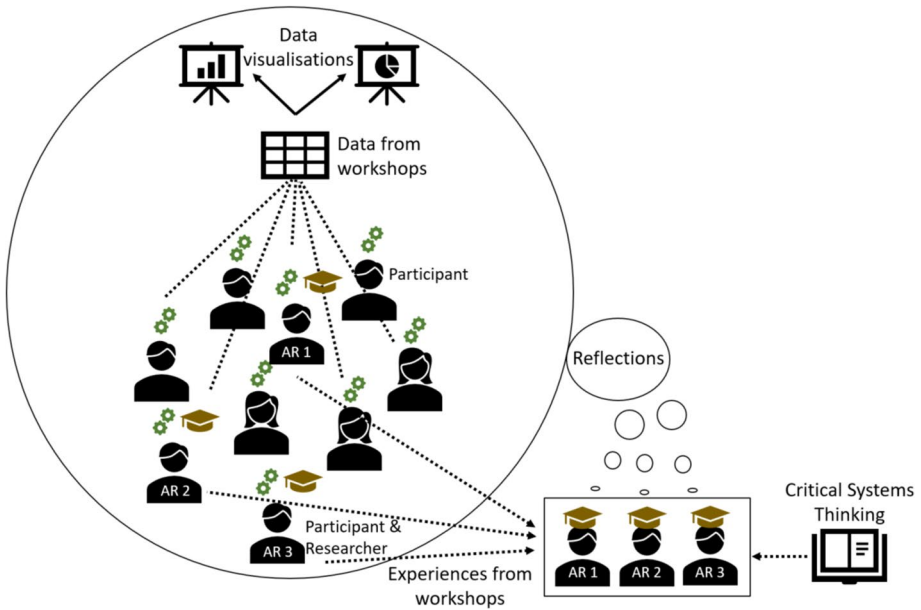 Data
visualisations
Data from
workshops
Participant
AR 1
Reflections
AR 2
Participant &
Researcher
AR 3
Experiences from
workshops
AR 1
AR 2
AR 3
Critical Systems
Thinking